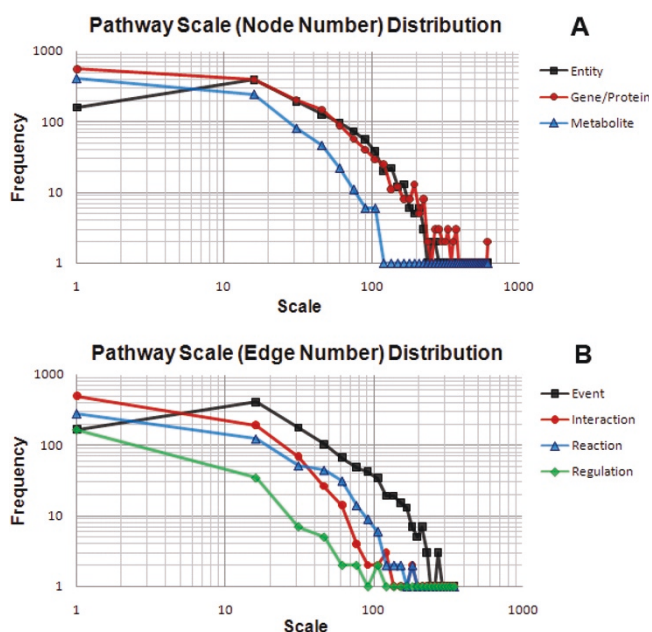 Pathway Scale (Node Number) Distribution
A
1000
100
10
1
Frequency
1
10
100
1000
Scale
Entity
Gene/Protein
Metabolite
Pathway Scale (Edge Number) Distribution
B
1000
100
10
1
Frequency
1
10
100
1000
Scale
Event
Interaction
Reaction
Regulation